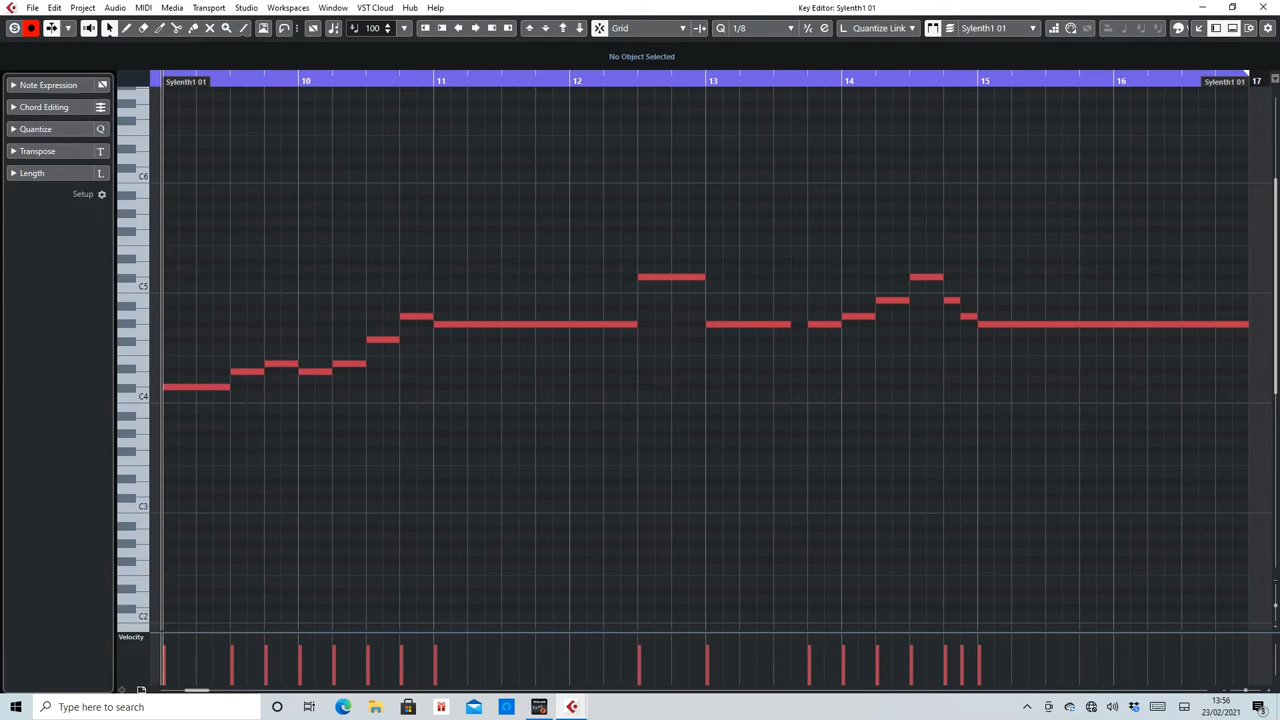 File Edit Project Audio MIDI Media Transport Studio Workspaces Window VST Cloud Hub Help
Key Editor: Sylenth1 01
S 100 Grid Q 1/8 Quantize Link Sylenth1 01
No Object Selected
10 11 12 13 14 15 16 17
Sylenth1 01 Sylenth1 01
Note Expression
Chord Editing
Quantize Q
Transpose T
Length L
Setup
C6
C5
C4
C3
C2
Velocity
Type here to search
13:56
23/02/2021
3